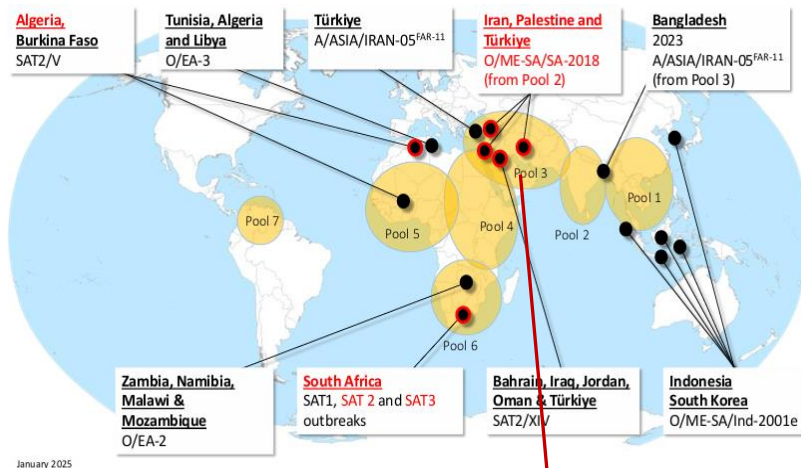 Algeria,
Burkina Faso
SAT2/V
Tunisia, Algeria
and Libya
O/EA-3
Türkiye
A/ASIA/IRAN-05FAR-11
Iran, Palestine and
Türkiye
O/ME-SA/SA-2018
(from Pool 2)
Bangladesh
2023
A/ASIA/IRAN-05FAR-11
(from Pool 3)
Pool 3
Pool 1
Pool 2
Pool 7
Pool 5
Pool 4
Pool 6
Zambia, Namibia,
Malawi &
Mozambique
O/EA-2
South Africa
SAT1, SAT 2 and SAT3
outbreaks
Bahrain, Iraq, Jordan,
Oman & Türkiye
SAT2/XIV
Indonesia
South Korea
O/ME-SA/Ind-2001e
January 2025